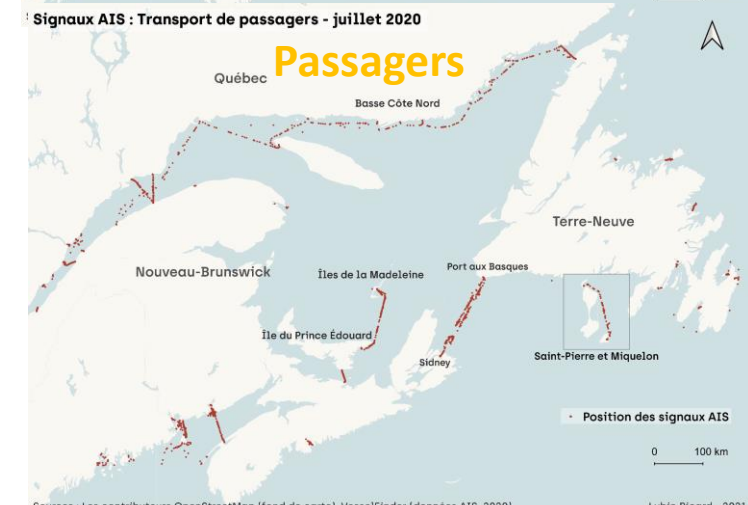 Signaux AIS : Transport de passagers - juillet 2020
Passagers
Québec
Basse Côte Nord
Terre-Neuve
Nouveau-Brunswick
Îles de la Madeleine
Port aux Basques
Île du Prince Édouard
Sidney
Saint-Pierre et Miquelon
Position des signaux AIS
0 100 km